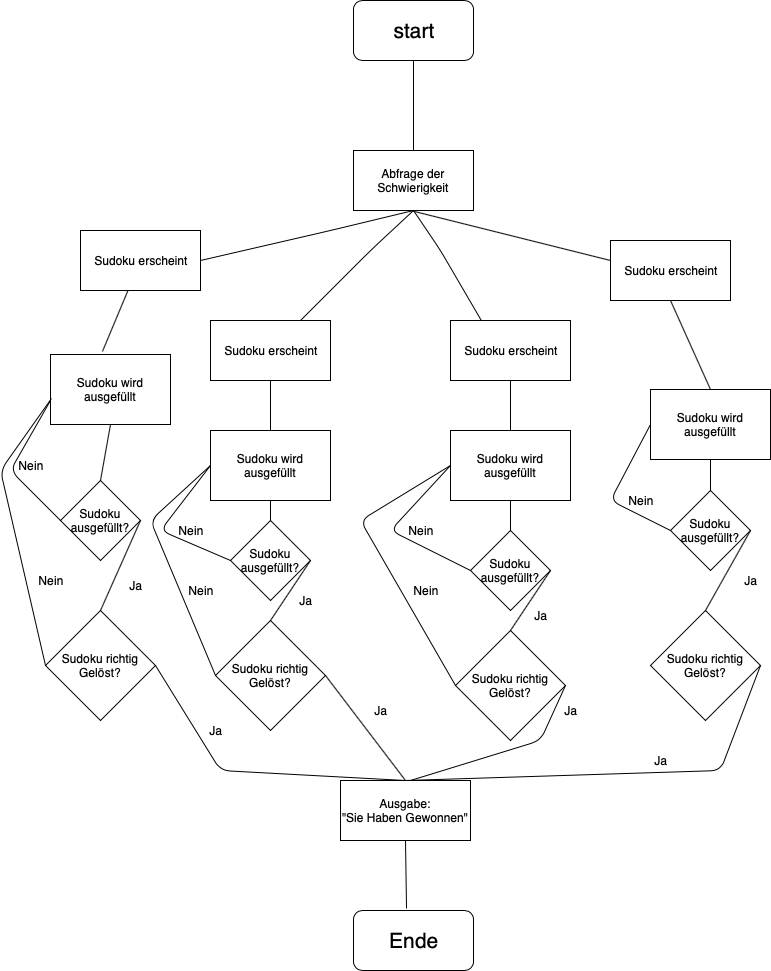 start
Abfrage der
Schwierigkeit
Sudoku erscheint
Sudoku erscheint
Sudoku erscheint
Sudoku erscheint
Sudoku wird
ausgefüllt
Sudoku wird
ausgefüllt
Sudoku wird
ausgefüllt
Sudoku wird
ausgefüllt
Nein
Sudoku
ausgefüllt?
Nein
Sudoku
ausgefüllt?
Nein
Sudoku
ausgefüllt?
Nein
Sudoku
ausgefüllt?
Nein
Ja
Nein
Ja
Nein
Ja
Ja
Sudoku richtig
Gelöst?
Sudoku richtig
Gelöst?
Sudoku richtig
Gelöst?
Sudoku richtig
Gelöst?
Ja
Ja
Ja
Ja
Ausgabe:
"Sie Haben Gewonnen"
Ende